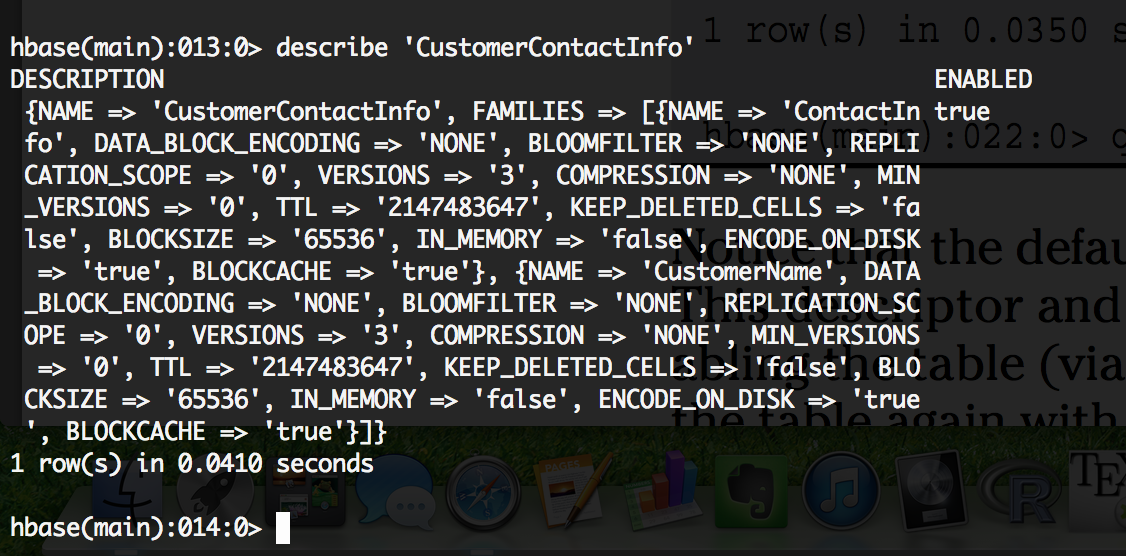 1 row(s) in 0.0350 s
hbase(main):013:0> describe 'CustomerContactInfo'
DESCRIPTION ENABLED
{NAME => 'CustomerContactInfo', FAMILIES => [{NAME => 'ContactIn true
fo', DATA_BLOCK_ENCODING => 'NONE', BLOOMFILTER => 'NONE', REPLI
hbase(main):022:0>
CATION_SCOPE => '0', VERSIONS => '3', COMPRESSION => 'NONE', MIN
_VERSIONS => '0', TTL => '2147483647', KEEP_DELETED_CELLS => 'fa
lse', BLOCKSIZE => '65536', IN_MEMORY => 'false', ENCODE_ON_DISK
Notice that the defau
=> 'true', BLOCKCACHE => 'true'}, {NAME => 'CustomerName', DATA
_BLOCK_ENCODING => 'NONE', BLOOMFILTER => 'NONE', REPLICATION_SC
This descriptor and
OPE => '0', VERSIONS => '3', COMPRESSION => 'NONE', MIN_VERSIONS
=> '0', TTL => '2147483647', KEEP_DELETED_CELLS => 'false', BLO
abling the table (via
CKSIZE => '65536', IN_MEMORY => 'false', ENCODE_ON_DISK => 'true
the table again with
', BLOCKCACHE => 'true'}]}
1 row(s) in 0.0410 seconds
PAGES
hbase(main):014:0>